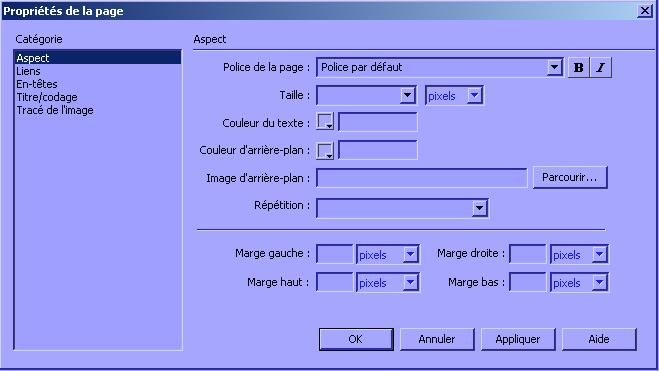 Propriétés de la page
Catégorie
Aspect
Liens
En-têtes
Titre/codage
Tracé de l'image
Aspect
Police de la page : Police par défaut B I
Taille : pixels
Couleur du texte :
Couleur d'arrière-plan :
Image d'arrière-plan : Parcourir...
Répétition :
Marge gauche : pixels Marge droite : pixels
Marge haut : pixels Marge bas : pixels
OK Annuler Appliquer Aide